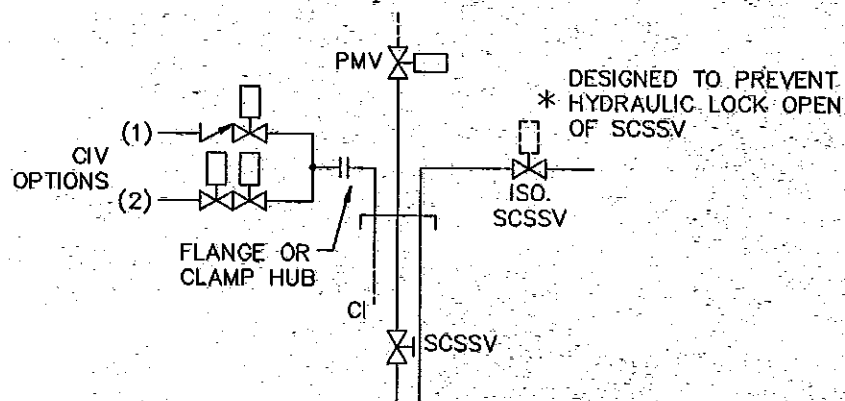 PMV
DESIGNED TO PREVENT
* HYDRAULIC LOCK OPEN
OF SCSSV
(1)
CIV
OPTIONS
(2)
ISO.
SCSSV
FLANGE OR
CLAMP HUB
CI
SCSSV